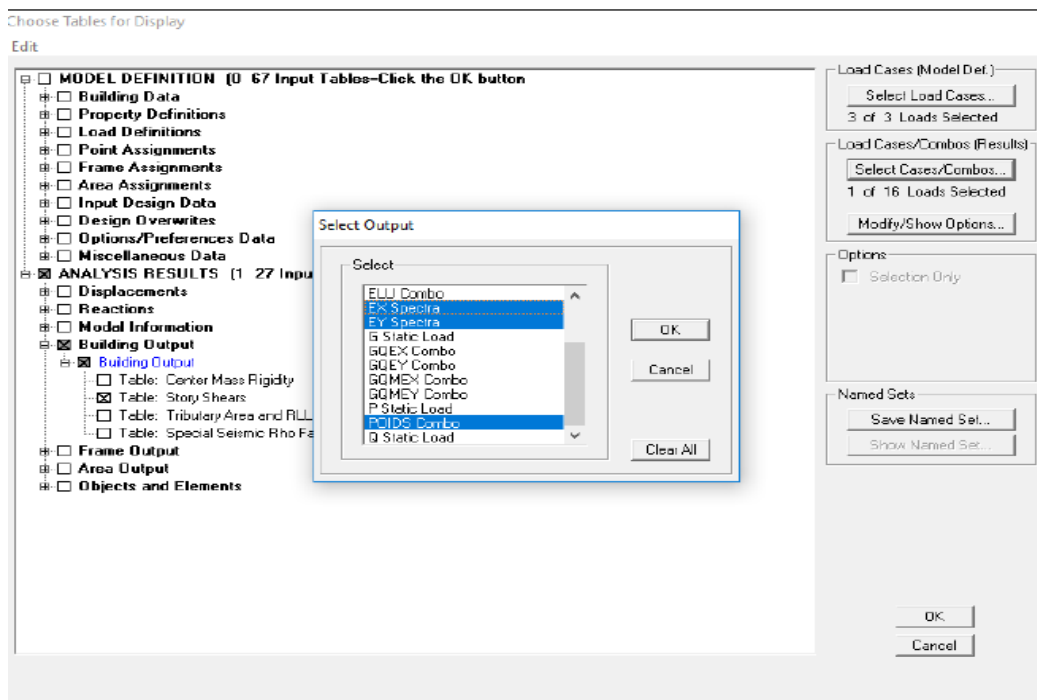 Choose Tables for Display
Edit
MODEL DEFINITION (0 67 Input Tables-Click the OK button
Building Data
Property Definitions
Load Definitions
Point Assignments
Frame Assignments
Area Assignments
Input Design Data
Design Overwrites
Options/Preferences Data
Miscellaneous Data
ANALYSIS RESULTS (1 27 Inpu
Displacements
Reactions
Modal Information
Building Output
Building Output
Table: Center Mass Rigidity
Table: Story Shears
Table: Tributary Area and RLL
Table: Special Seismic Rho Fa
Frame Output
Area Output
Objects and Elements
Select Output
Select
ELU Combo
EX Spectra
EY Spectra
G Static Load
GQEX Combo
GQEY Combo
GQMEX Combo
GQMEY Combo
P Static Load
POIDS Combo
Q Static Load
OK
Cancel
Clear All
Load Cases (Model Def.)
Select Load Cases...
3 of 3 Loads Selected
Load Cases/Combos (Results)
Select Cases/Combos...
1 of 16 Loads Selected
Modify/Show Options...
Options
Selection Only
Named Sets
Save Named Set...
Show Named Set...
OK
Cancel